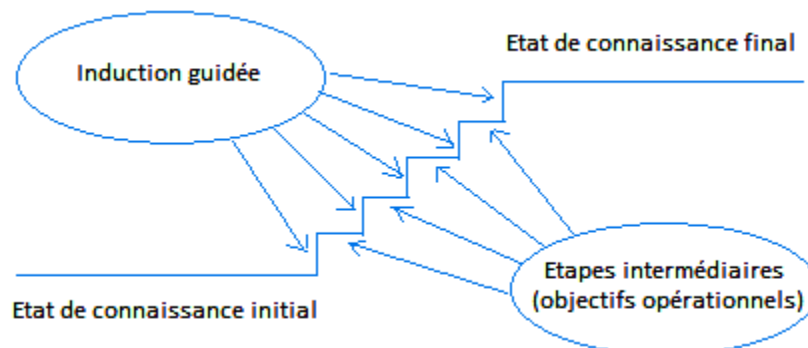 Etat de connaissance final
Induction guidée
Etapes intermédiaires
(objectifs opérationnels)
Etat de connaissance initial